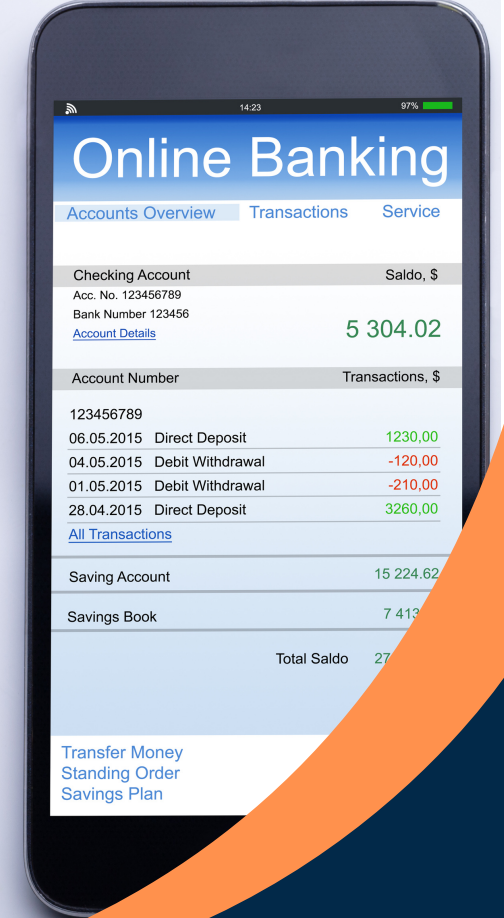 14:23 97%
Online Banking
Accounts Overview Transactions Service
Checking Account Saldo, $
Acc. No. 123456789
Bank Number 123456
Account Details 5 304.02
Account Number Transactions, $
123456789
06.05.2015 Direct Deposit 1230,00
04.05.2015 Debit Withdrawal -120,00
01.05.2015 Debit Withdrawal -210,00
28.04.2015 Direct Deposit 3260,00
All Transactions
Saving Account 15 224.62
Savings Book 7 413
Total Saldo 27
Transfer Money
Standing Order
Savings Plan